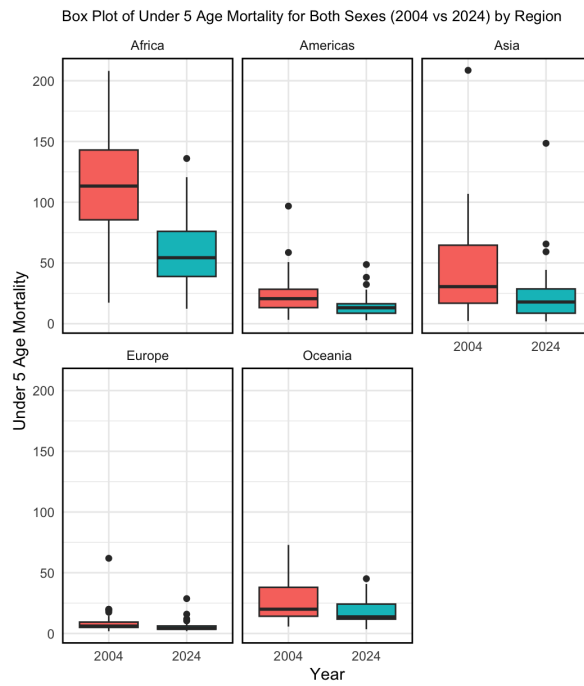 Box Plot of Under 5 Age Mortality for Both Sexes (2004 vs 2024) by Region
Africa
Americas
Asia
200
150
100
50
0
2004
2024
Under 5 Age Mortality
Europe
Oceania
200
150
100
50
0
2004
2024
2004
2024
Year